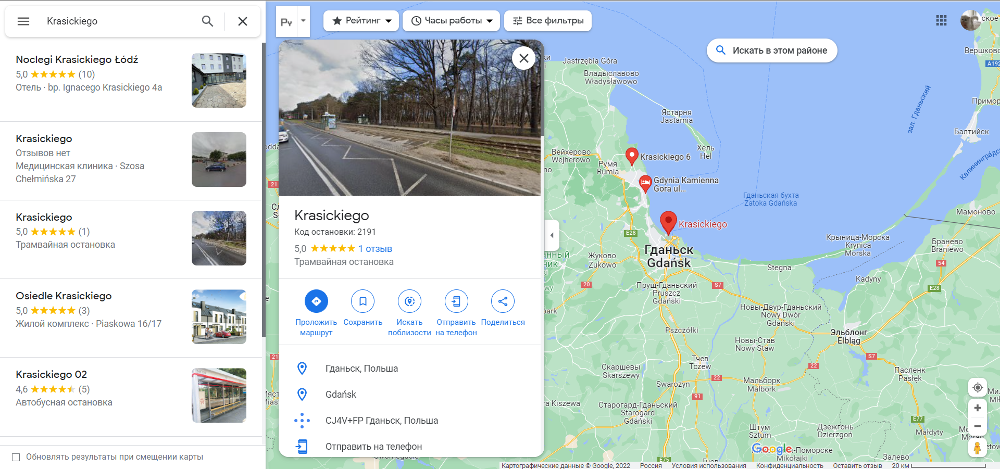 Krasickiego
Noclegi Krasickiego Łódź
5,0 (10)
Отель · bp. Ignacego Krasickiego 4a
Krasickiego
Отзывов нет
Медицинская клиника · Szosa
Chełmińska 27
Krasickiego
5,0 (1)
Трамвайная остановка
Osiedle Krasickiego
5,0 (3)
Жилой комплекс · Piaskowa 16/17
Krasickiego 02
4,6 (5)
Автобусная остановка
Обновлять результаты при смещении карты
Рейтинг
Часы работы
Все фильтры
Krasickiego
Код остановки: 2191
5,0 1 отзыв
Трамвайная остановка
Проложить
маршрут
Сохранить
Искать
поблизости
Отправить
на телефон
Поделиться
Гданьск, Польша
Gdańsk
CJ4V+FP Гданьск, Польша
Отправить на телефон
Искать в этом районе
Jastrzębia Góra
Владыславово
Władysławowo
Ястарня
Jastarnia
Хель
Hel
Вейхерово
Wejherowo
Румя
Rumia
Krasickiego 6
Gdynia Kamienna
Gora ul...
Krasickiego
Гданьск
Gdańsk
Гданьская бухта
Zatoka Gdańska
зал. Гданьский
Балтийск
Мамоново
Крыница-Морска
Krynica
Morska
Бранево
Braniewo
Stegna
Kadyny
Жуково
Żukowo
Прущ-Гданьский
Pruszcz
Gdański
Новы-Двур-Гданьский
Nowy Dwór
Gdański
Pszczółki
Новы-Став
Nowy Staw
Эльблонг
Elbląg
Тчев
Tczew
Скаршевы
Skarszewy
Swarożyn
Мальборк
Malbork
Пасленк
Pasłęk
Старогард-Гданьский
Starogard
Gdański
Штум
Sztum
Дзежгонь
Dzierzgoń
Małdyty
Залево
Mikołajki
21
21
E28
20
S7
54
E28
22
S7
22
91
E77
E75
A192
Google
Картографические данные © Google, 2022
Россия
Условия использования
Конфиденциальность
Оставить отзыв
20 км